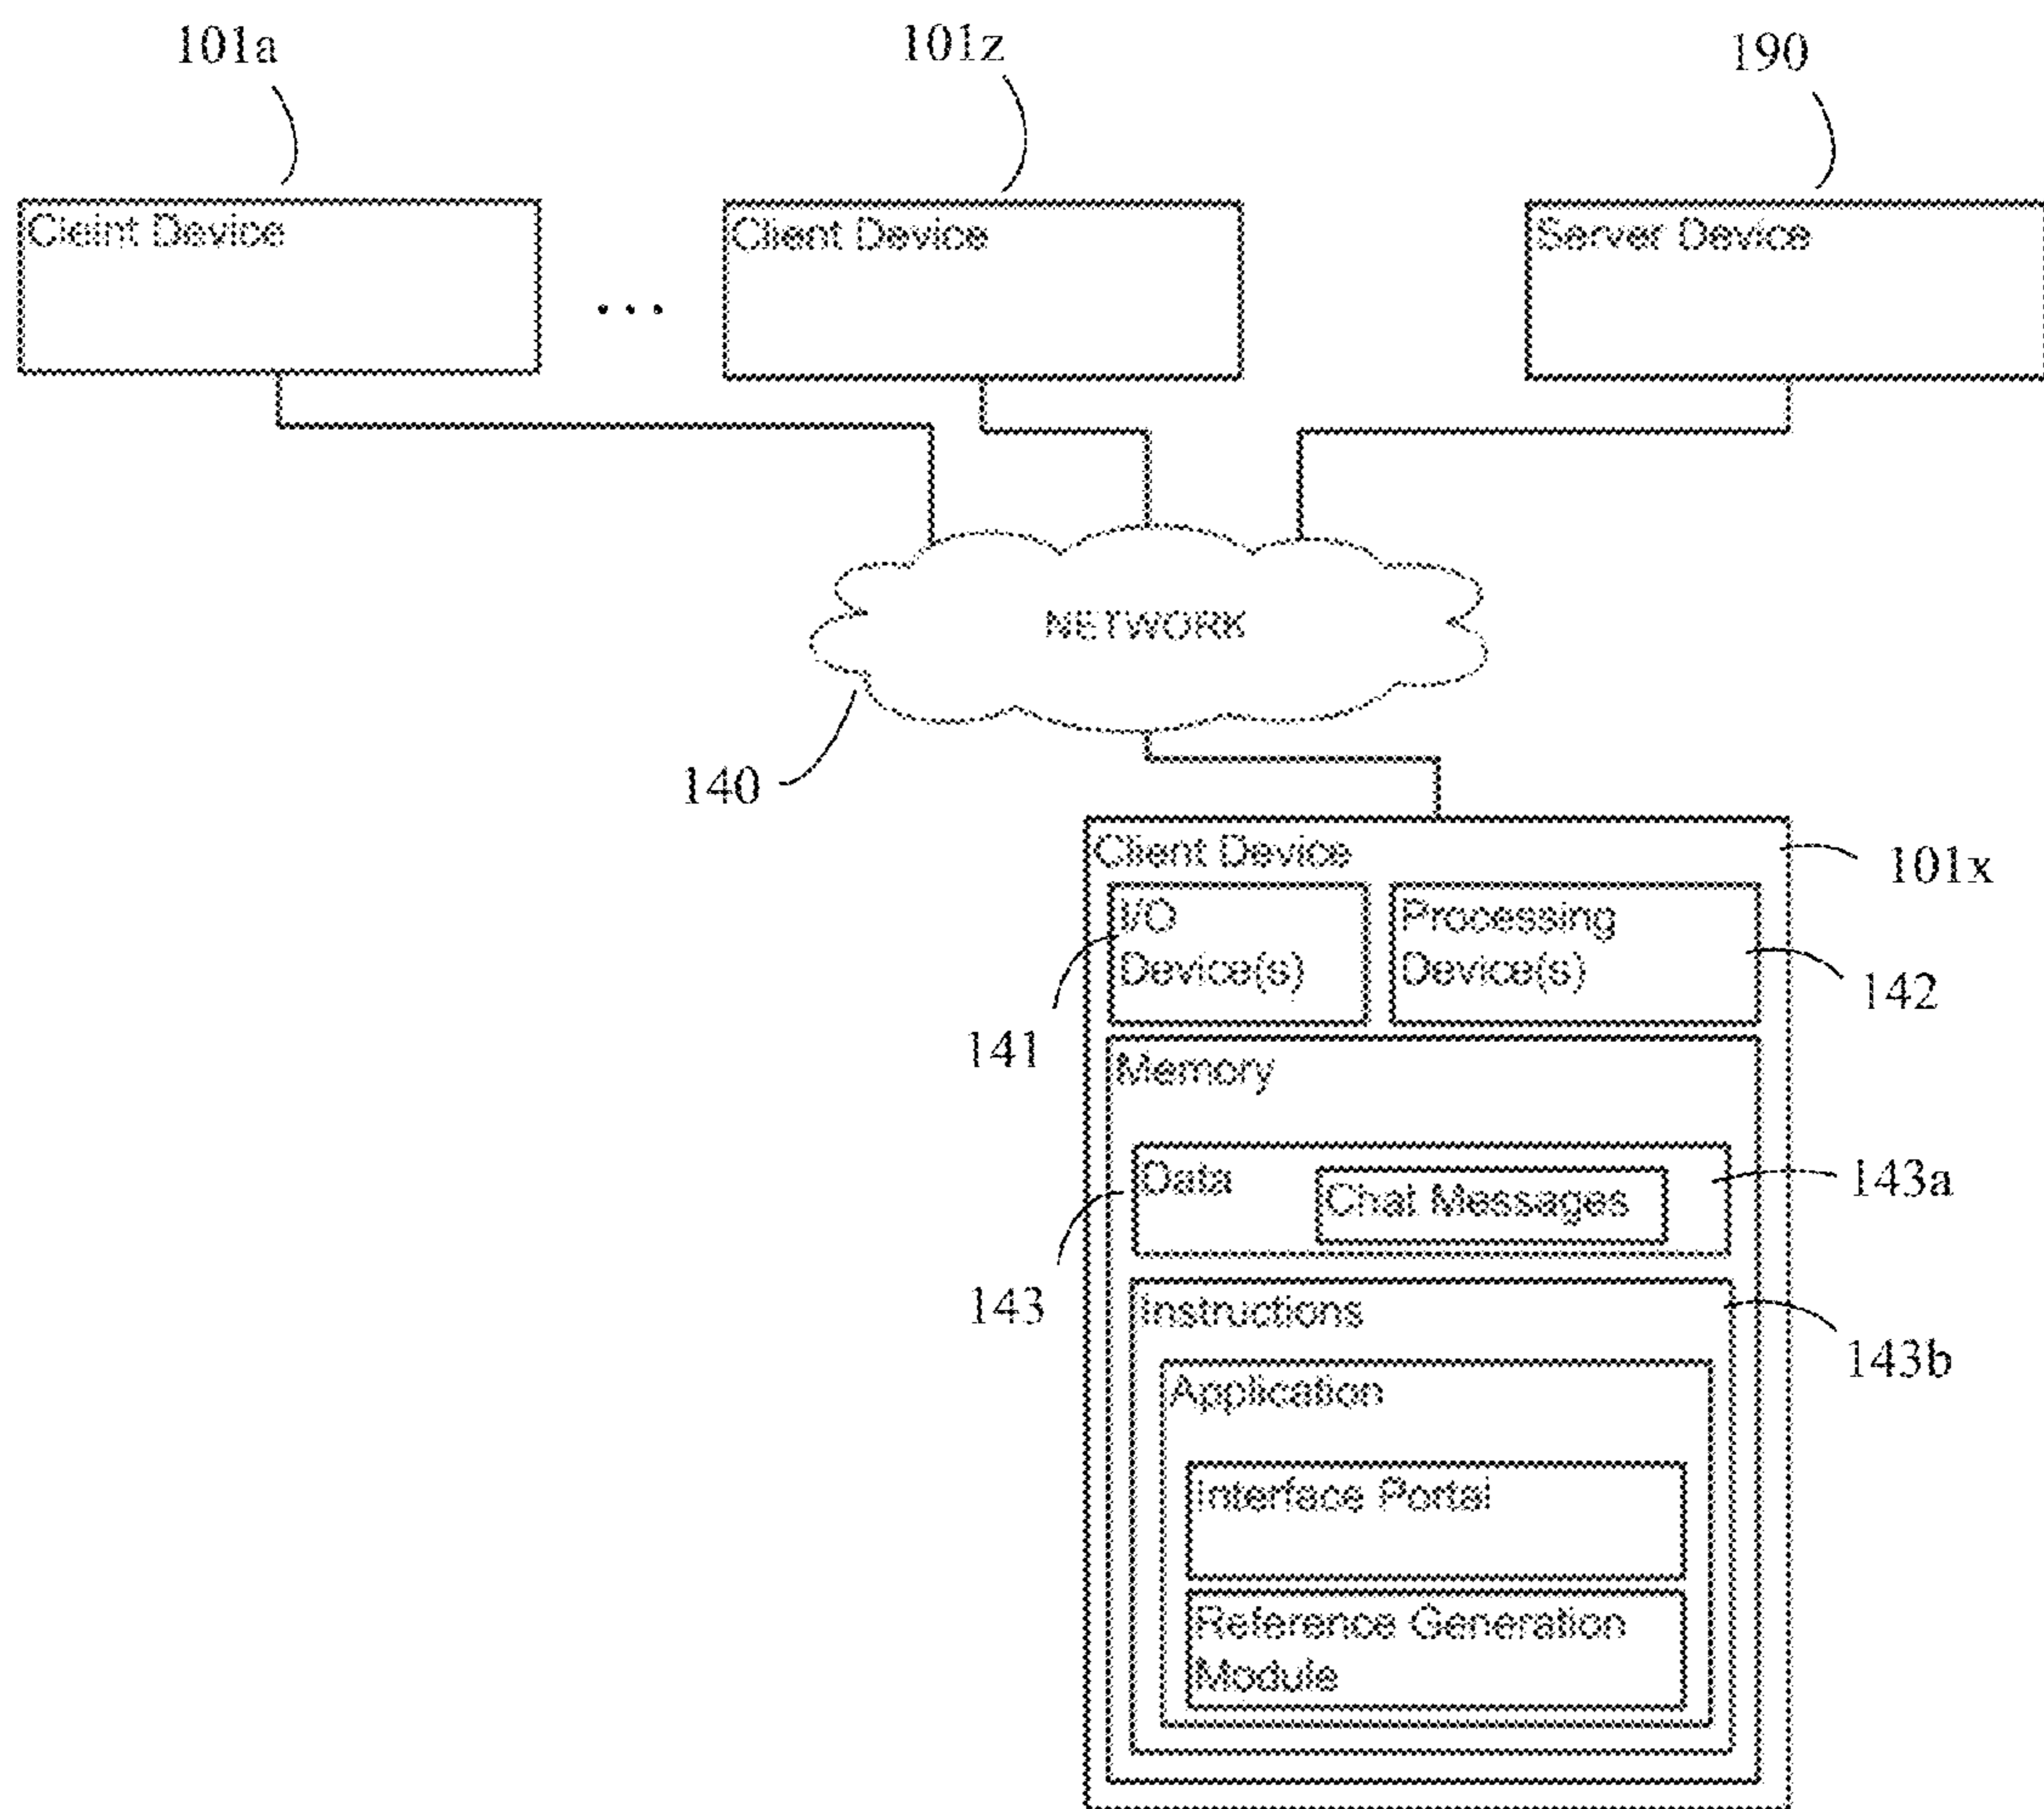 101a
101z
190
Cleint Device
Client Device
Server Device
...
NETWORK
140
Client Device
101x
I/O
Device(s)
Processing
Device(s)
141
142
Memory
Data
Chat Messages
143a
143
Instructions
143b
Application
Interface Portal
Reference Generation
Module